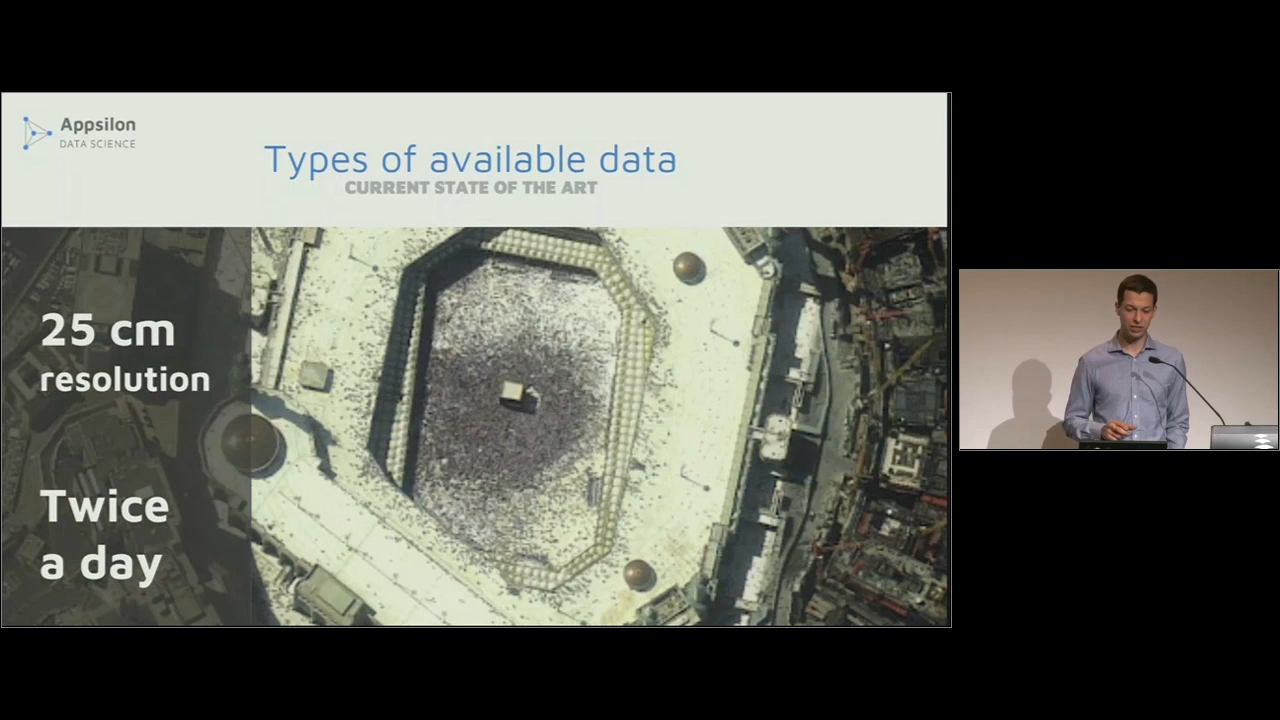 Appsilon
DATA SCIENCE
Types of available data
CURRENT STATE OF THE ART
25 cm
resolution
Twice
a day